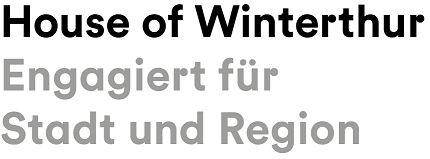 House of Winterthur
Engagiert für
Stadt und Region